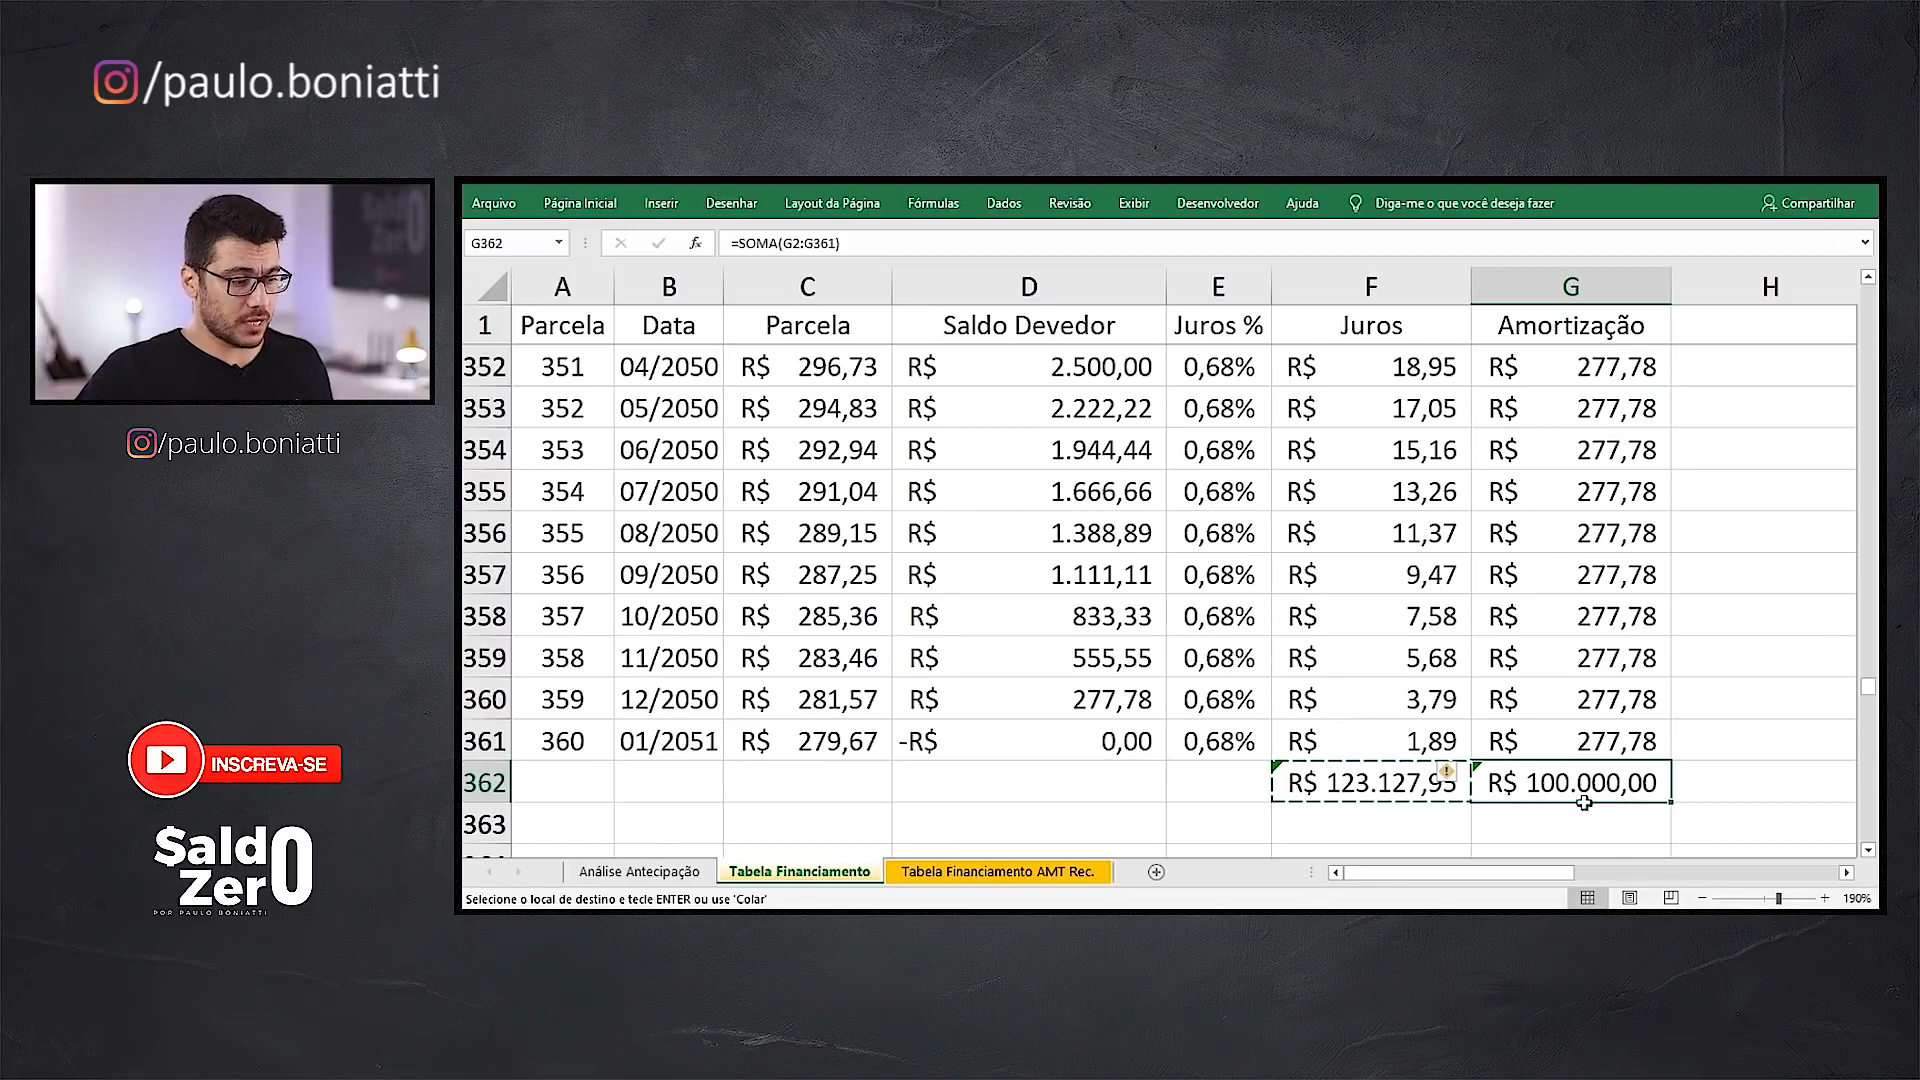 /paulo.boniatti
Arquivo Página Inicial Inserir Desenhar Layout da Página Fórmulas Dados Revisão Exibir Desenvolvedor Ajuda Diga-me o que você deseja fazer Compartilhar
G362 fx =SOMA(G2:G361)
A B C D E F G H
1 Parcela Data Parcela Saldo Devedor Juros % Juros Amortização
352 351 04/2050 R$ 296,73 R$ 2.500,00 0,68% R$ 18,95 R$ 277,78
353 352 05/2050 R$ 294,83 R$ 2.222,22 0,68% R$ 17,05 R$ 277,78
354 353 06/2050 R$ 292,94 R$ 1.944,44 0,68% R$ 15,16 R$ 277,78
355 354 07/2050 R$ 291,04 R$ 1.666,66 0,68% R$ 13,26 R$ 277,78
356 355 08/2050 R$ 289,15 R$ 1.388,89 0,68% R$ 11,37 R$ 277,78
357 356 09/2050 R$ 287,25 R$ 1.111,11 0,68% R$ 9,47 R$ 277,78
358 357 10/2050 R$ 285,36 R$ 833,33 0,68% R$ 7,58 R$ 277,78
359 358 11/2050 R$ 283,46 R$ 555,55 0,68% R$ 5,68 R$ 277,78
360 359 12/2050 R$ 281,57 R$ 277,78 0,68% R$ 3,79 R$ 277,78
361 360 01/2051 R$ 279,67 -R$ 0,00 0,68% R$ 1,89 R$ 277,78
362 R$ 123.127,95 R$ 100.000,00
363
Análise Antecipação Tabela Financiamento Tabela Financiamento AMT Rec.
Selecione o local de destino e tecle ENTER ou use 'Colar' 190%
/paulo.boniatti
INSCREVA-SE
$ald0
Zer
POR PAULO BONIATTI